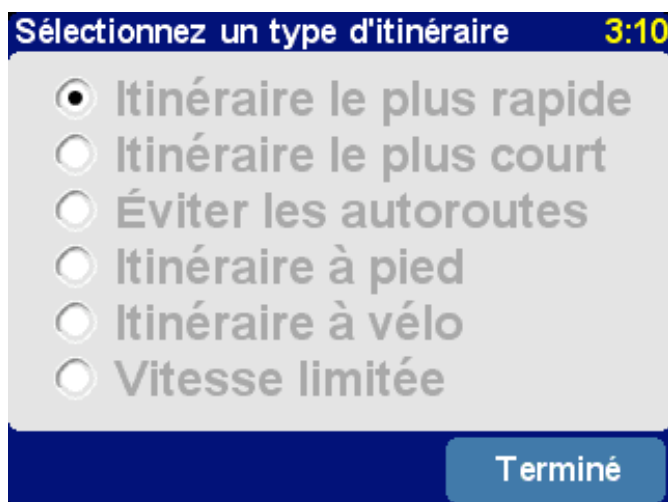 Sélectionnez un type d'itinéraire 3:10
Itinéraire le plus rapide
Itinéraire le plus court
Éviter les autoroutes
Itinéraire à pied
Itinéraire à vélo
Vitesse limitée
Terminé